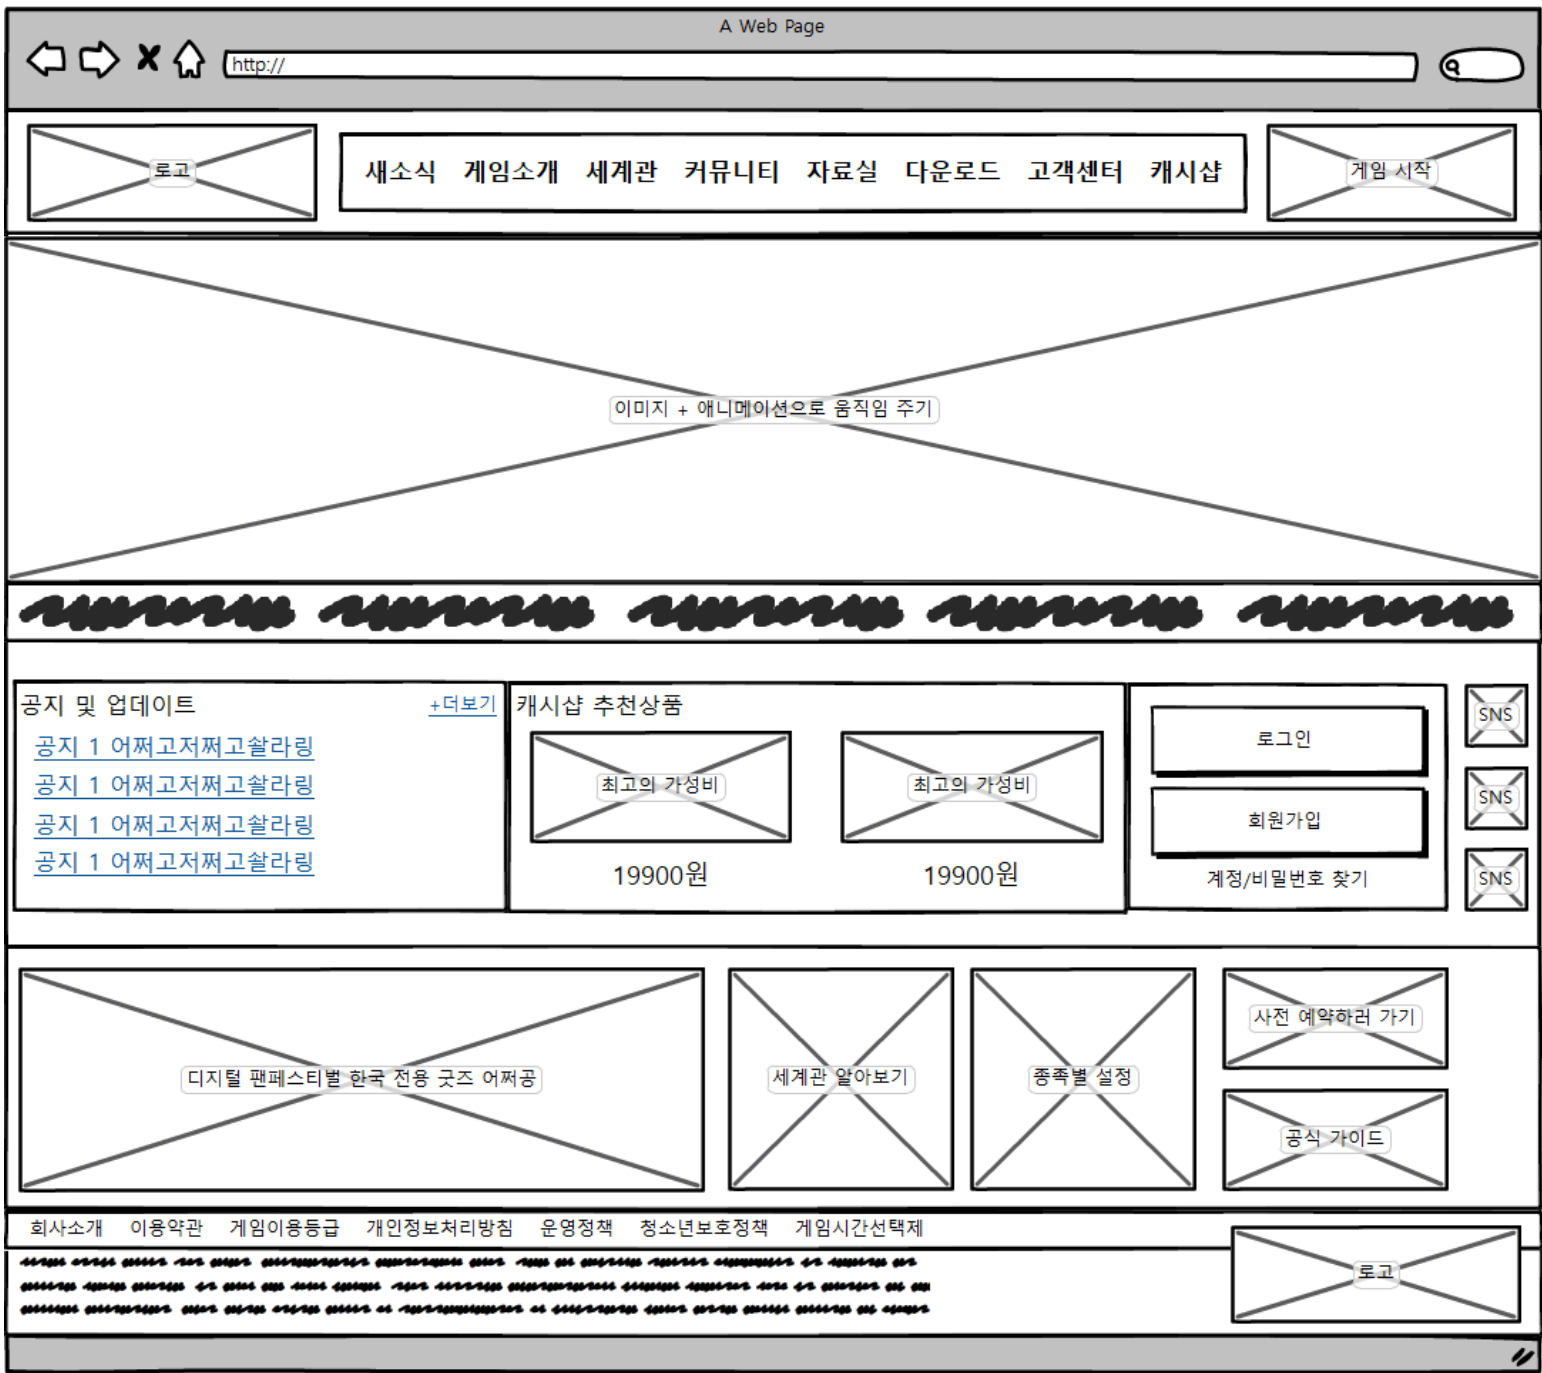 A Web Page
http://
로고
새소식 게임소개 세계관 커뮤니티 자료실 다운로드 고객센터 캐시샵
게임 시작
이미지 + 애니메이션으로 움직임 주기
공지 및 업데이트
+더보기
공지 1 어쩌고저쩌고솰라링
공지 1 어쩌고저쩌고솰라링
공지 1 어쩌고저쩌고솰라링
공지 1 어쩌고저쩌고솰라링
캐시샵 추천상품
최고의 가성비
최고의 가성비
19900원
19900원
로그인
회원가입
계정/비밀번호 찾기
SNS
SNS
SNS
디지털 팬페스티벌 한국 전용 굿즈 어쩌공
세계관 알아보기
종족별 설정
사전 예약하러 가기
공식 가이드
회사소개 이용약관 게임이용등급 개인정보처리방침 운영정책 청소년보호정책 게임시간선택제
로고